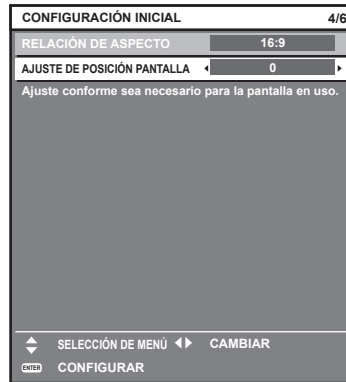 CONFIGURACIÓN INICIAL 4/6
RELACIÓN DE ASPECTO 16:9
AJUSTE DE POSICIÓN PANTALLA 0
Ajuste conforme sea necesario para la pantalla en uso.
SELECCIÓN DE MENÚ CAMBIAR
ENTER CONFIGURAR